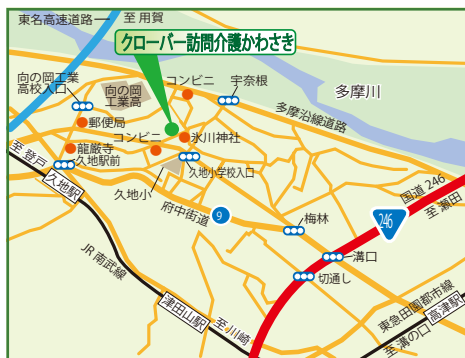 東名高速道路
至 用賀
クローバー訪問介護かわさき
向の岡工業
高校入口
向の岡
工業高
コンビニ
宇奈根
多摩川
多摩沿線道路
郵便局
コンビニ
氷川神社
龍厳寺
久地駅前
久地小学校入口
至 登戸
久地駅
久地小
府中街道
9
国道 246
至 瀬田
246
梅林
溝口
切通し
JR 南武線
津田山駅
至 川崎
東急田園都市線
高津駅
至 溝の口